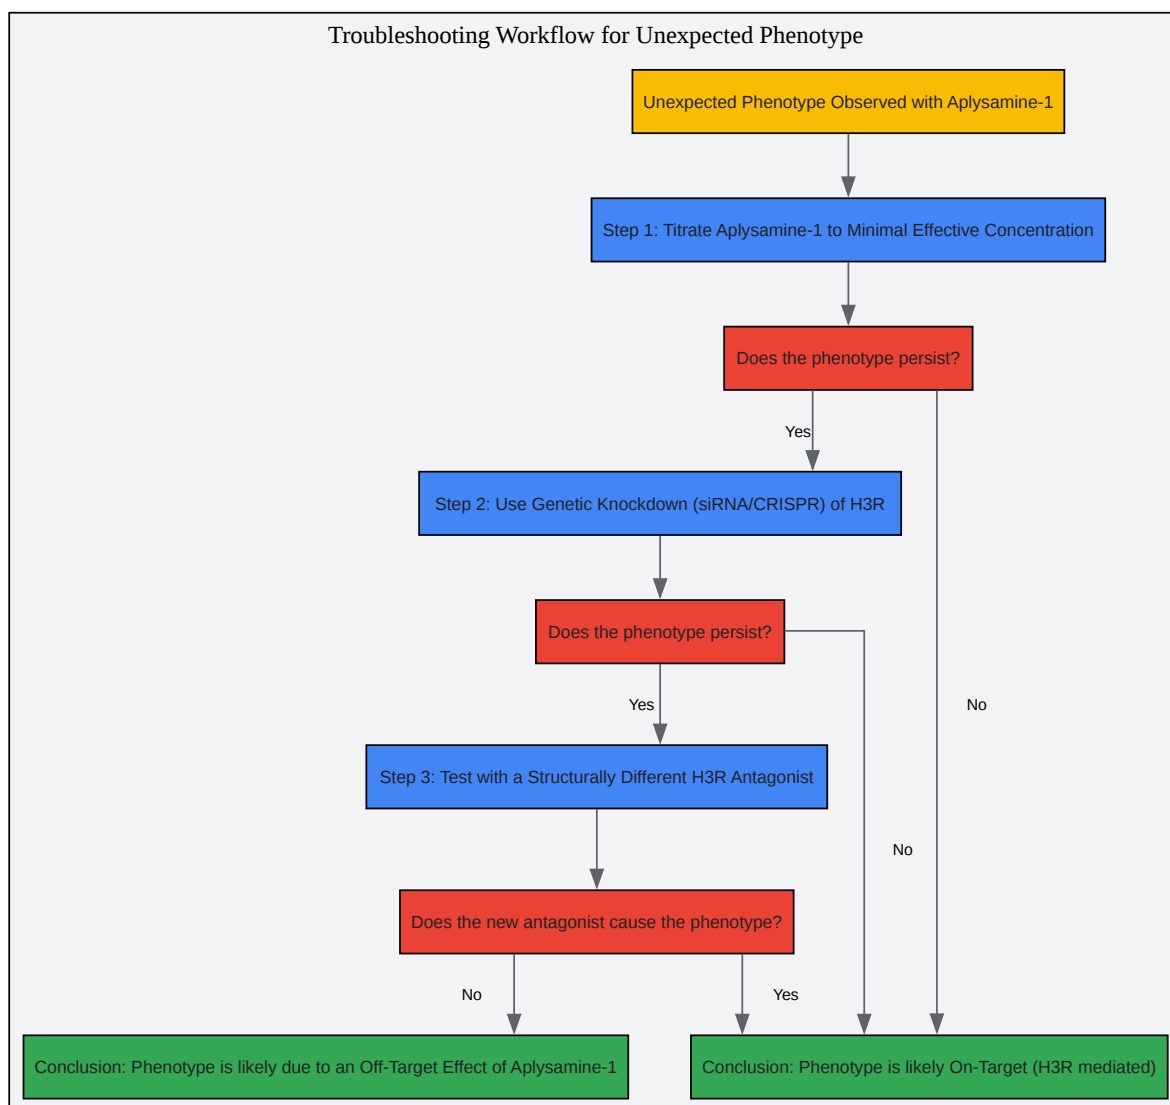 Troubleshooting Workflow for Unexpected Phenotype
Unexpected Phenotype Observed with Aplysamine-1
Step 1: Titrate Aplysamine-1 to Minimal Effective Concentration
Does the phenotype persist?
Yes
Step 2: Use Genetic Knockdown (siRNA/CRISPR) of H3R
Does the phenotype persist?
Yes
No
Step 3: Test with a Structurally Different H3R Antagonist
No
Does the new antagonist cause the phenotype?
No
Yes
Conclusion: Phenotype is likely due to an Off-Target Effect of Aplysamine-1
Conclusion: Phenotype is likely On-Target (H3R mediated)